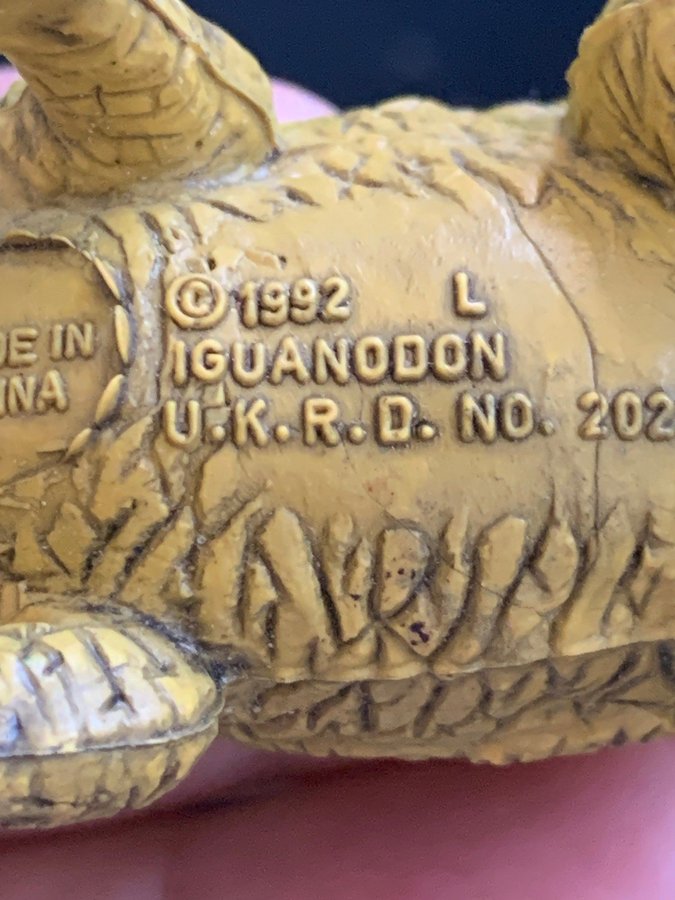 DE IN
INA
© 1992 L
IGUANODON
U.K.R.D. NO. 202